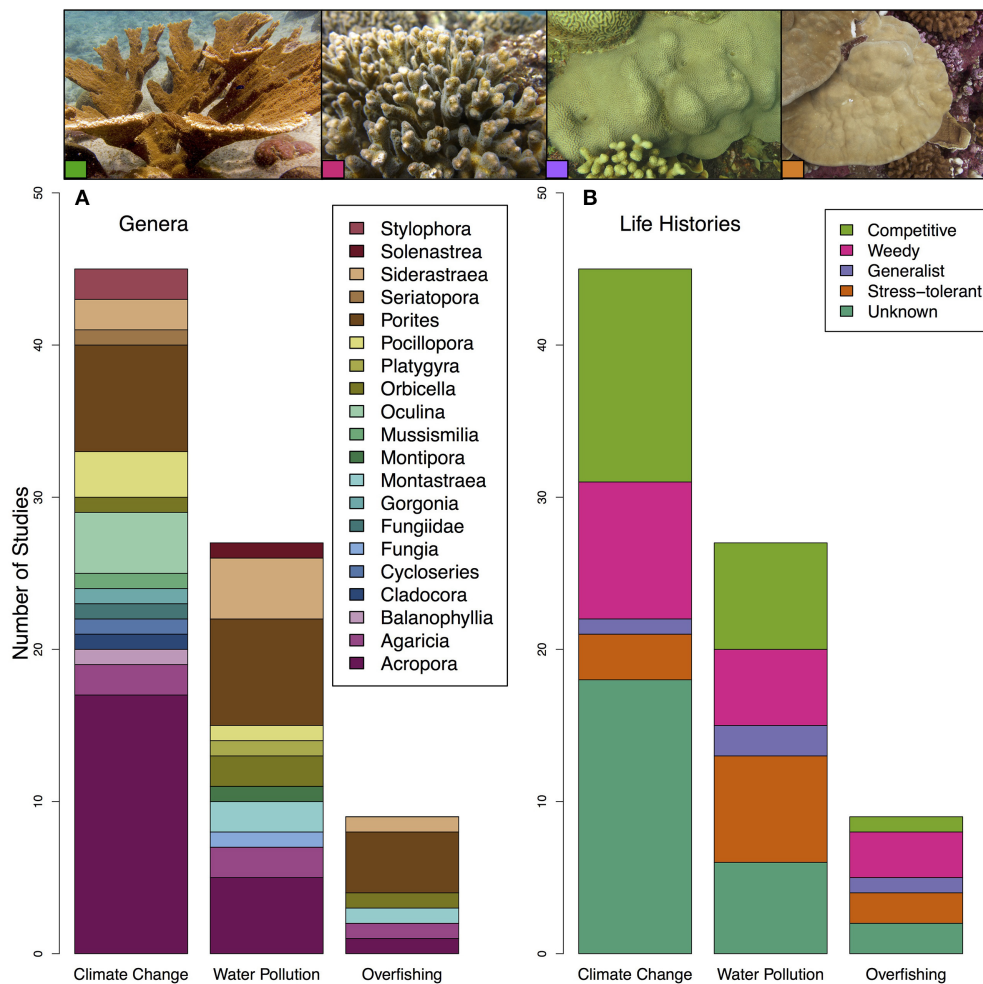 A
Genera
50
40
30
20
10
0
Number of Studies
Stylophora
Solenastrea
Siderastraea
Seriatopora
Porites
Pocillopora
Platygyra
Orbicella
Oculina
Mussismilia
Montipora
Montastraea
Gorgonia
Fungiidae
Fungia
Cycloseries
Cladocora
Balanophyllia
Agaricia
Acropora
Climate Change
Water Pollution
Overfishing
B
Life Histories
50
40
30
20
10
0
Competitive
Weedy
Generalist
Stress-tolerant
Unknown
Climate Change
Water Pollution
Overfishing